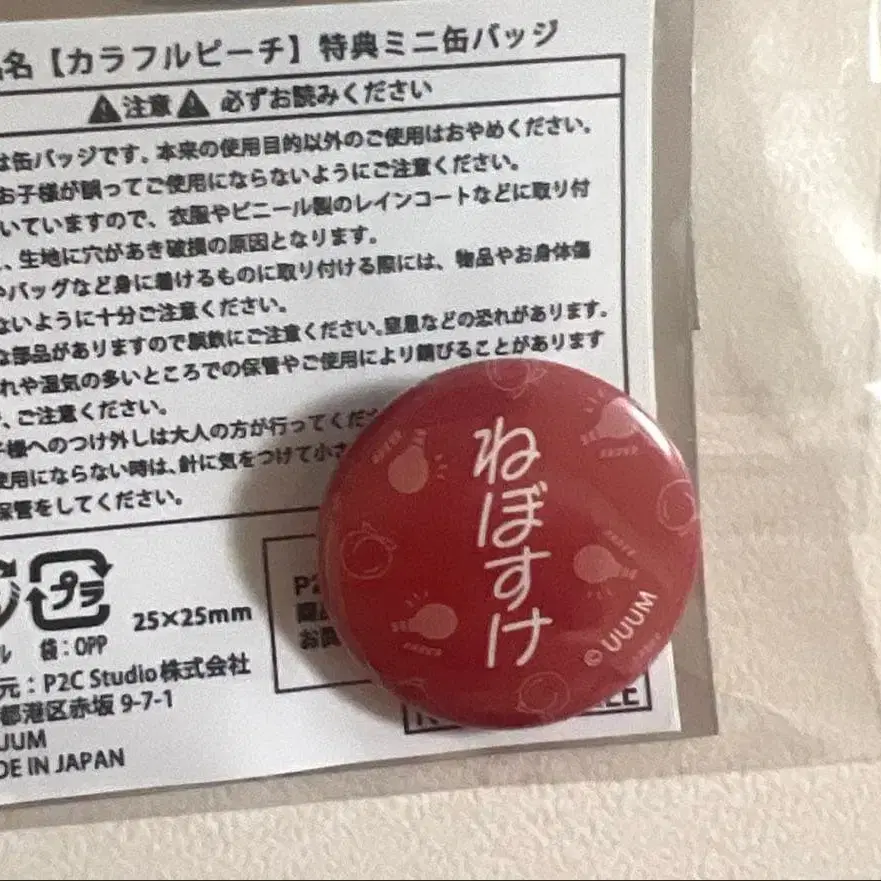 名【カラフルピーチ】特典ミニ缶バッジ
注意 必ずお読みください
は缶バッジです。本来の使用目的以外のご使用はおやめください。
お子様が誤ってご使用にならないようにご注意ください。
いていますので、衣服やビニール製のレインコートなどに取り付
、生地に穴があき破損の原因となります。
やバッグなど身に着けるものに取り付ける際には、物品やお身体傷
ないように十分ご注意ください。
な部品がありますので誤飲にご注意ください。窒息などの恐れがあります。
れや湿気の多いところでの保管やご使用により錆びることがあります
、ご注意ください。
子様へのつけ外しは大人の方が行ってくだ
使用にならない時は、針に気をつけて小さ
保管をしてください。
プラ
袋:OPP
25×25mm
元:P2C Studio株式会社
都港区赤坂 9-7-1
UUM
DE IN JAPAN
ねぼすけ
©UUUM